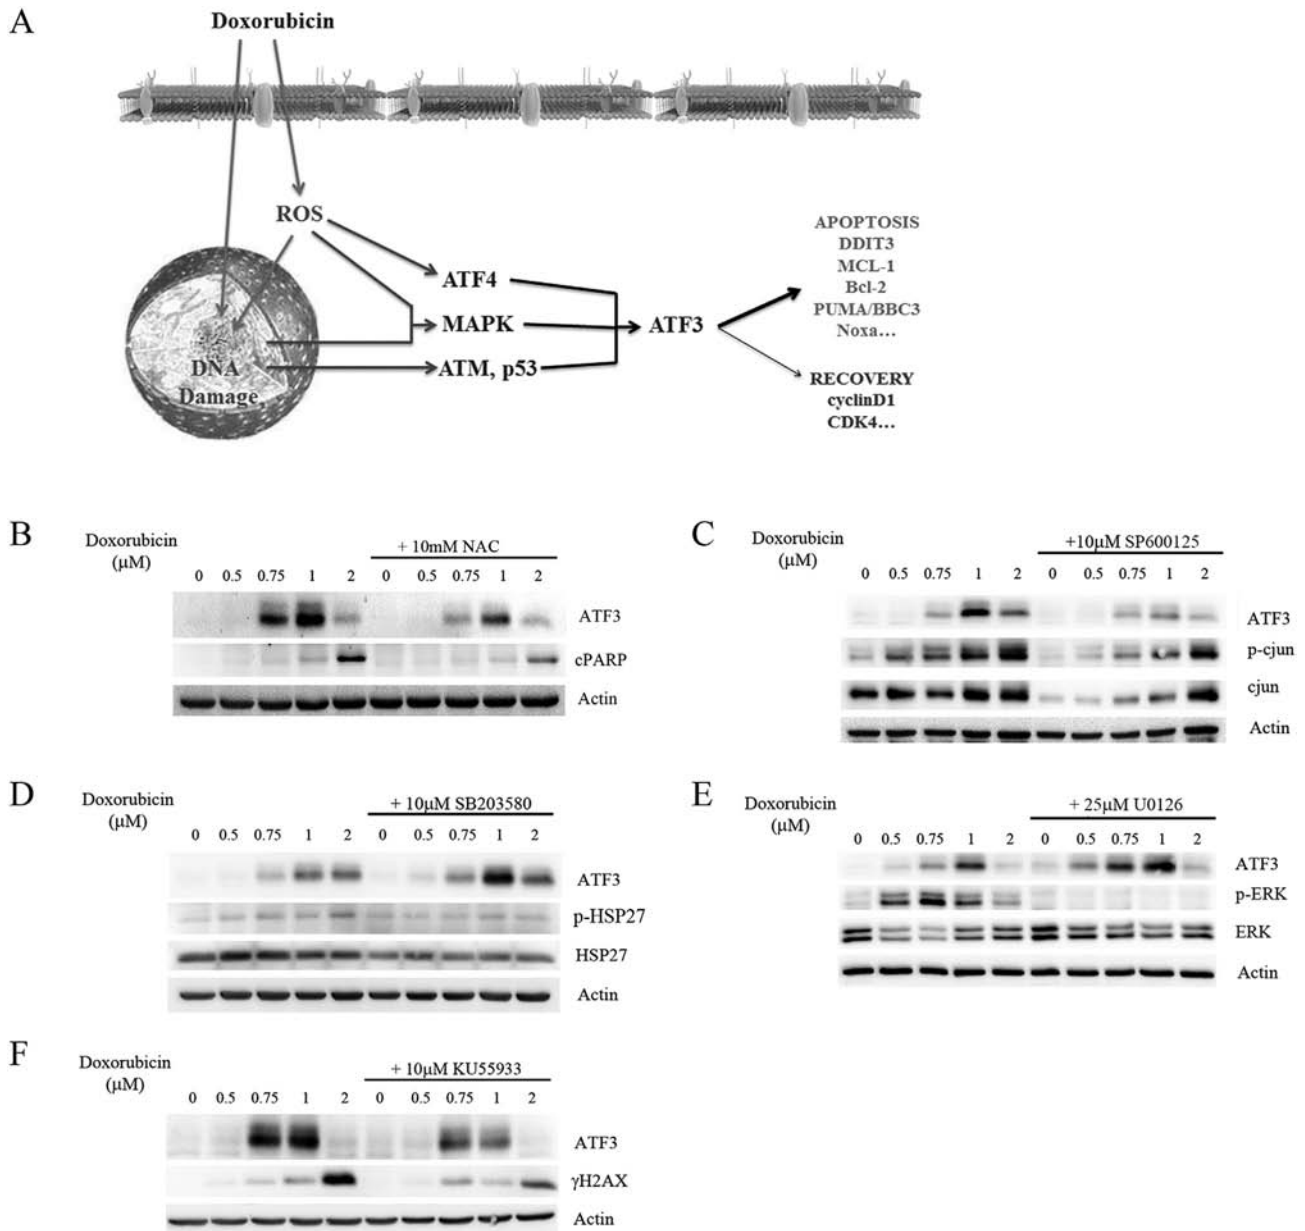 A
Doxorubicin
ROS
ATF4
MAPK
ATM, p53
ATF3
DNA
Damage
APOPTOSIS
DDIT3
MCL-1
Bcl-2
PUMA/BBC3
Noxa...
RECOVERY
cyclinD1
CDK4...
B
Doxorubicin
(μM)
+ 10mM NAC
0 0.5 0.75 1 2 0 0.5 0.75 1 2
ATF3
cPARP
Actin
C
Doxorubicin
(μM)
+10μM SP600125
0 0.5 0.75 1 2 0 0.5 0.75 1 2
ATF3
p-cjun
cjun
Actin
D
Doxorubicin
(μM)
+ 10μM SB203580
0 0.5 0.75 1 2 0 0.5 0.75 1 2
ATF3
p-HSP27
HSP27
Actin
E
Doxorubicin
(μM)
+ 25μM U0126
0 0.5 0.75 1 2 0 0.5 0.75 1 2
ATF3
p-ERK
ERK
Actin
F
Doxorubicin
(μM)
+ 10μM KU55933
0 0.5 0.75 1 2 0 0.5 0.75 1 2
ATF3
γH2AX
Actin